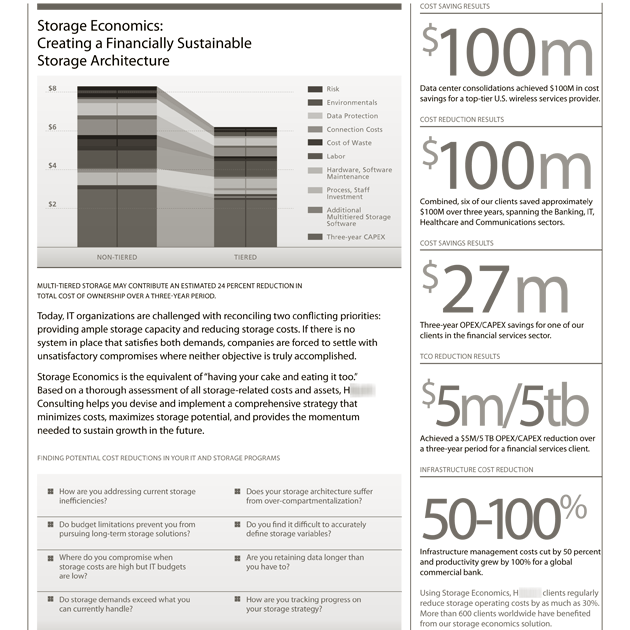 Storage Economics:
Creating a Financially Sustainable
Storage Architecture
$8
$6
$4
$2
NON-TIERED
TIERED
Risk
Environmentals
Data Protection
Connection Costs
Cost of Waste
Labor
Hardware, Software
Maintenance
Process, Staff
Investment
Additional
Multitiered Storage
Software
Three-year CAPEX
MULTI-TIERED STORAGE MAY CONTRIBUTE AN ESTIMATED 24 PERCENT REDUCTION IN
TOTAL COST OF OWNERSHIP OVER A THREE-YEAR PERIOD.
Today, IT organizations are challenged with reconciling two conflicting priorities:
providing ample storage capacity and reducing storage costs. If there is no
system in place that satisfies both demands, companies are forced to settle with
unsatisfactory compromises where neither objective is truly accomplished.
Storage Economics is the equivalent of "having your cake and eating it too."
Based on a thorough assessment of all storage-related costs and assets, H
Consulting helps you devise and implement a comprehensive strategy that
minimizes costs, maximizes storage potential, and provides the momentum
needed to sustain growth in the future.
FINDING POTENTIAL COST REDUCTIONS IN YOUR IT AND STORAGE PROGRAMS
How are you addressing current storage
inefficiencies?
Does your storage architecture suffer
from over-compartmentalization?
Do budget limitations prevent you from
pursuing long-term storage solutions?
Do you find it difficult to accurately
define storage variables?
Where do you compromise when
storage costs are high but IT budgets
are low?
Are you retaining data longer than
you have to?
Do storage demands exceed what you
can currently handle?
How are you tracking progress on
your storage strategy?
COST SAVING RESULTS
$100m
Data center consolidations achieved $100M in cost
savings for a top-tier U.S. wireless services provider.
COST REDUCTION RESULTS
$100m
Combined, six of our clients saved approximately
$100M over three years, spanning the Banking, IT,
Healthcare and Communications sectors.
COST SAVINGS RESULTS
$27m
Three-year OPEX/CAPEX savings for one of our
clients in the financial services sector.
TCO REDUCTION RESULTS
$5m/5tb
Achieved a $5M/5 TB OPEX/CAPEX reduction over
a three-year period for a financial services client.
INFRASTRUCTURE COST REDUCTION
50-100%
Infrastructure management costs cut by 50 percent
and productivity grew by 100% for a global
commercial bank.
Using Storage Economics, H clients regularly
reduce storage operating costs by as much as 30%.
More than 600 clients worldwide have benefited
from our storage economics solution.